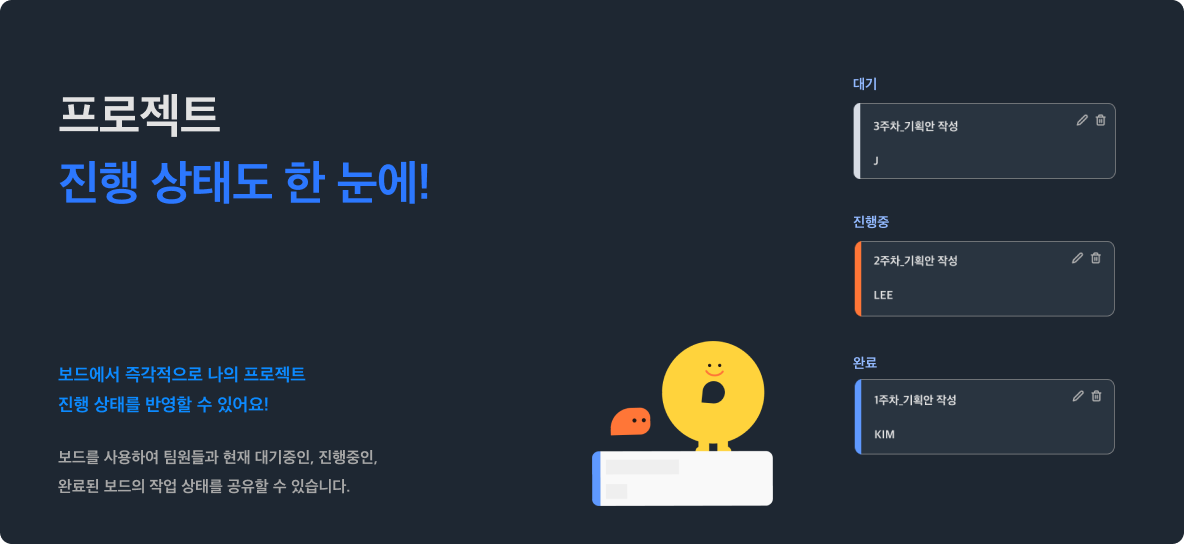 프로젝트
진행 상태도 한 눈에!
보드에서 즉각적으로 나의 프로젝트
진행 상태를 반영할 수 있어요!
보드를 사용하여 팀원들과 현재 대기중인, 진행중인,
완료된 보드의 작업 상태를 공유할 수 있습니다.
대기
3주차_기획안 작성
J
진행중
2주차_기획안 작성
LEE
완료
1주차_기획안 작성
KIM